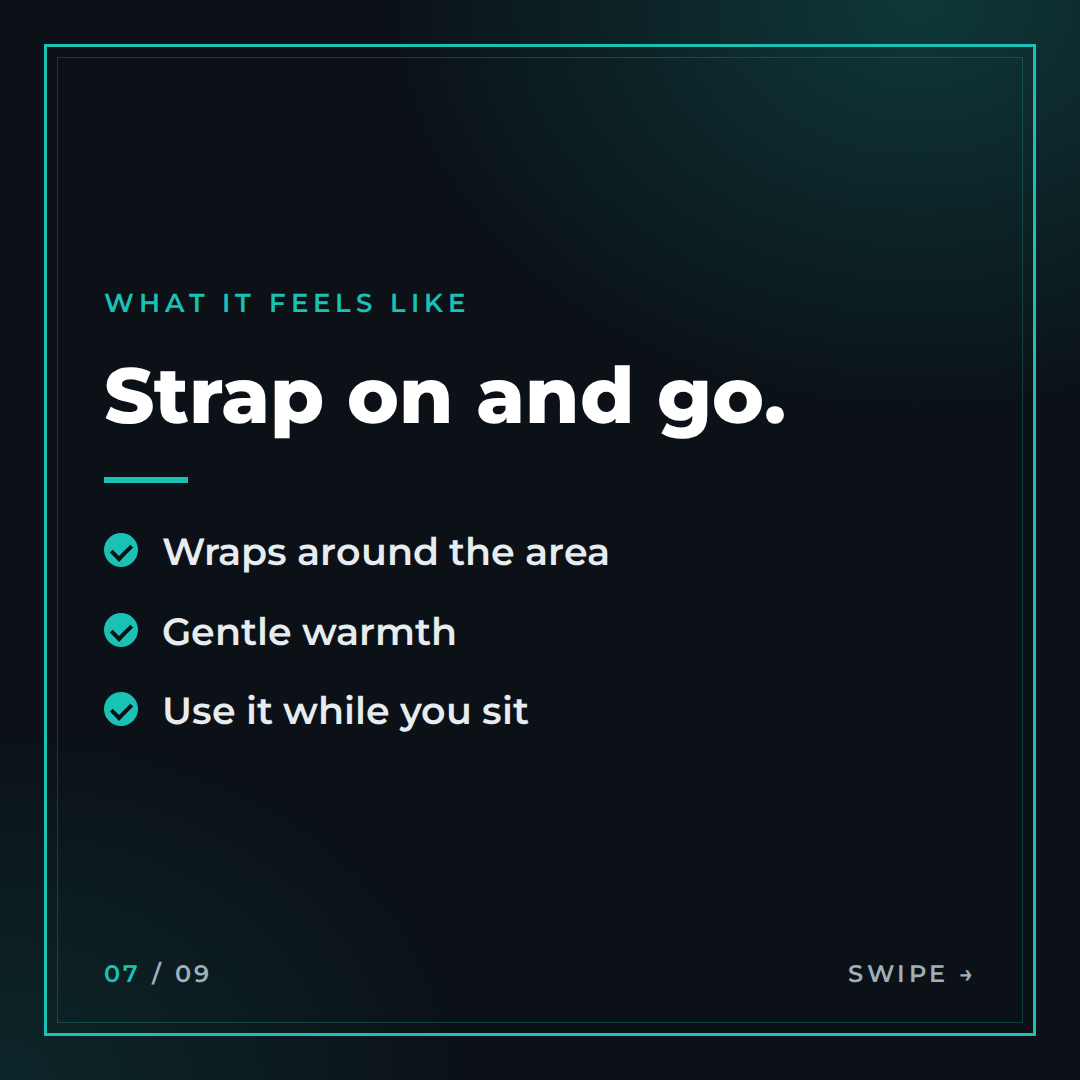 WHAT IT FEELS LIKE
Strap on and go.
Wraps around the area
Gentle warmth
Use it while you sit
07 / 09
SWIPE →